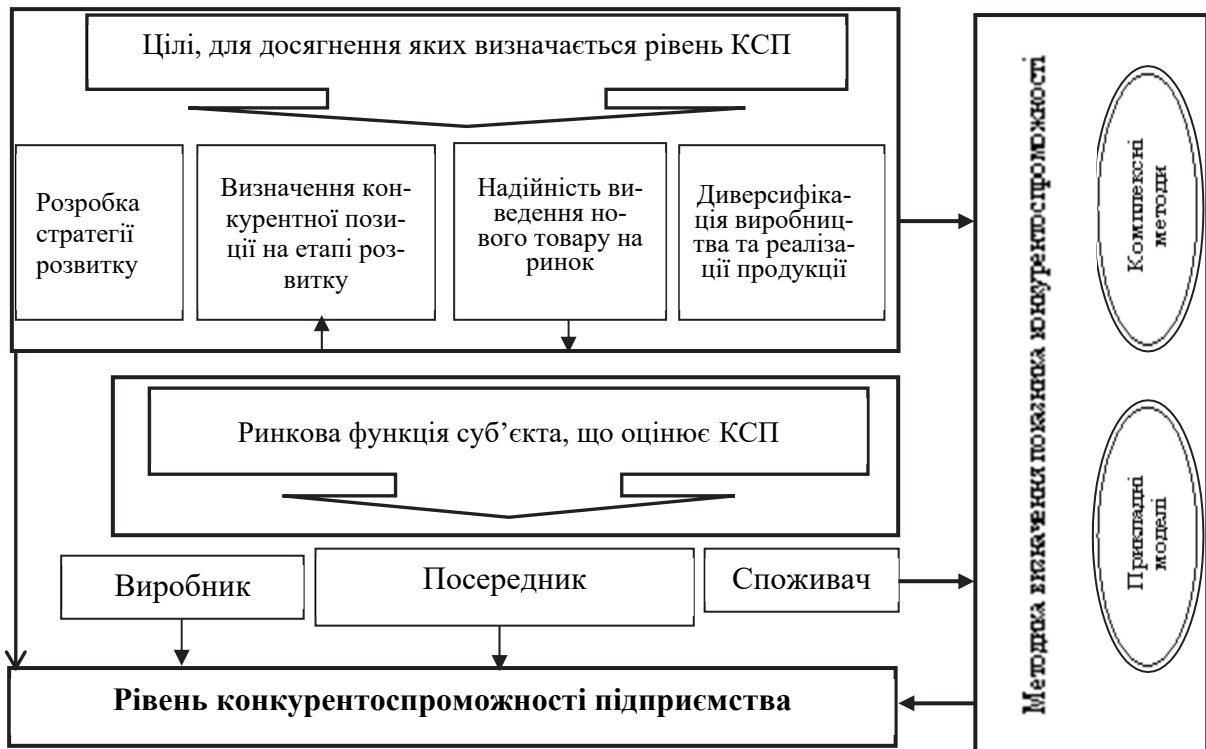 Цілі, для досягнення яких визначається рівень КСП
Розробка
стратегії
розвитку
Визначення кон-
курентної пози-
ції на етапі роз-
витку
Надійність ви-
ведення но-
вого товару на
ринок
Диверсифіка-
ція виробниц-
тва та реаліза-
ції продукції
Ринкова функція суб’єкта, що оцінює КСП
Виробник
Посередник
Споживач
Рівень конкурентоспроможності підприємства
Методика визначення показника конкурентоспроможності
Комплексні
методи
Прикладні
моделі